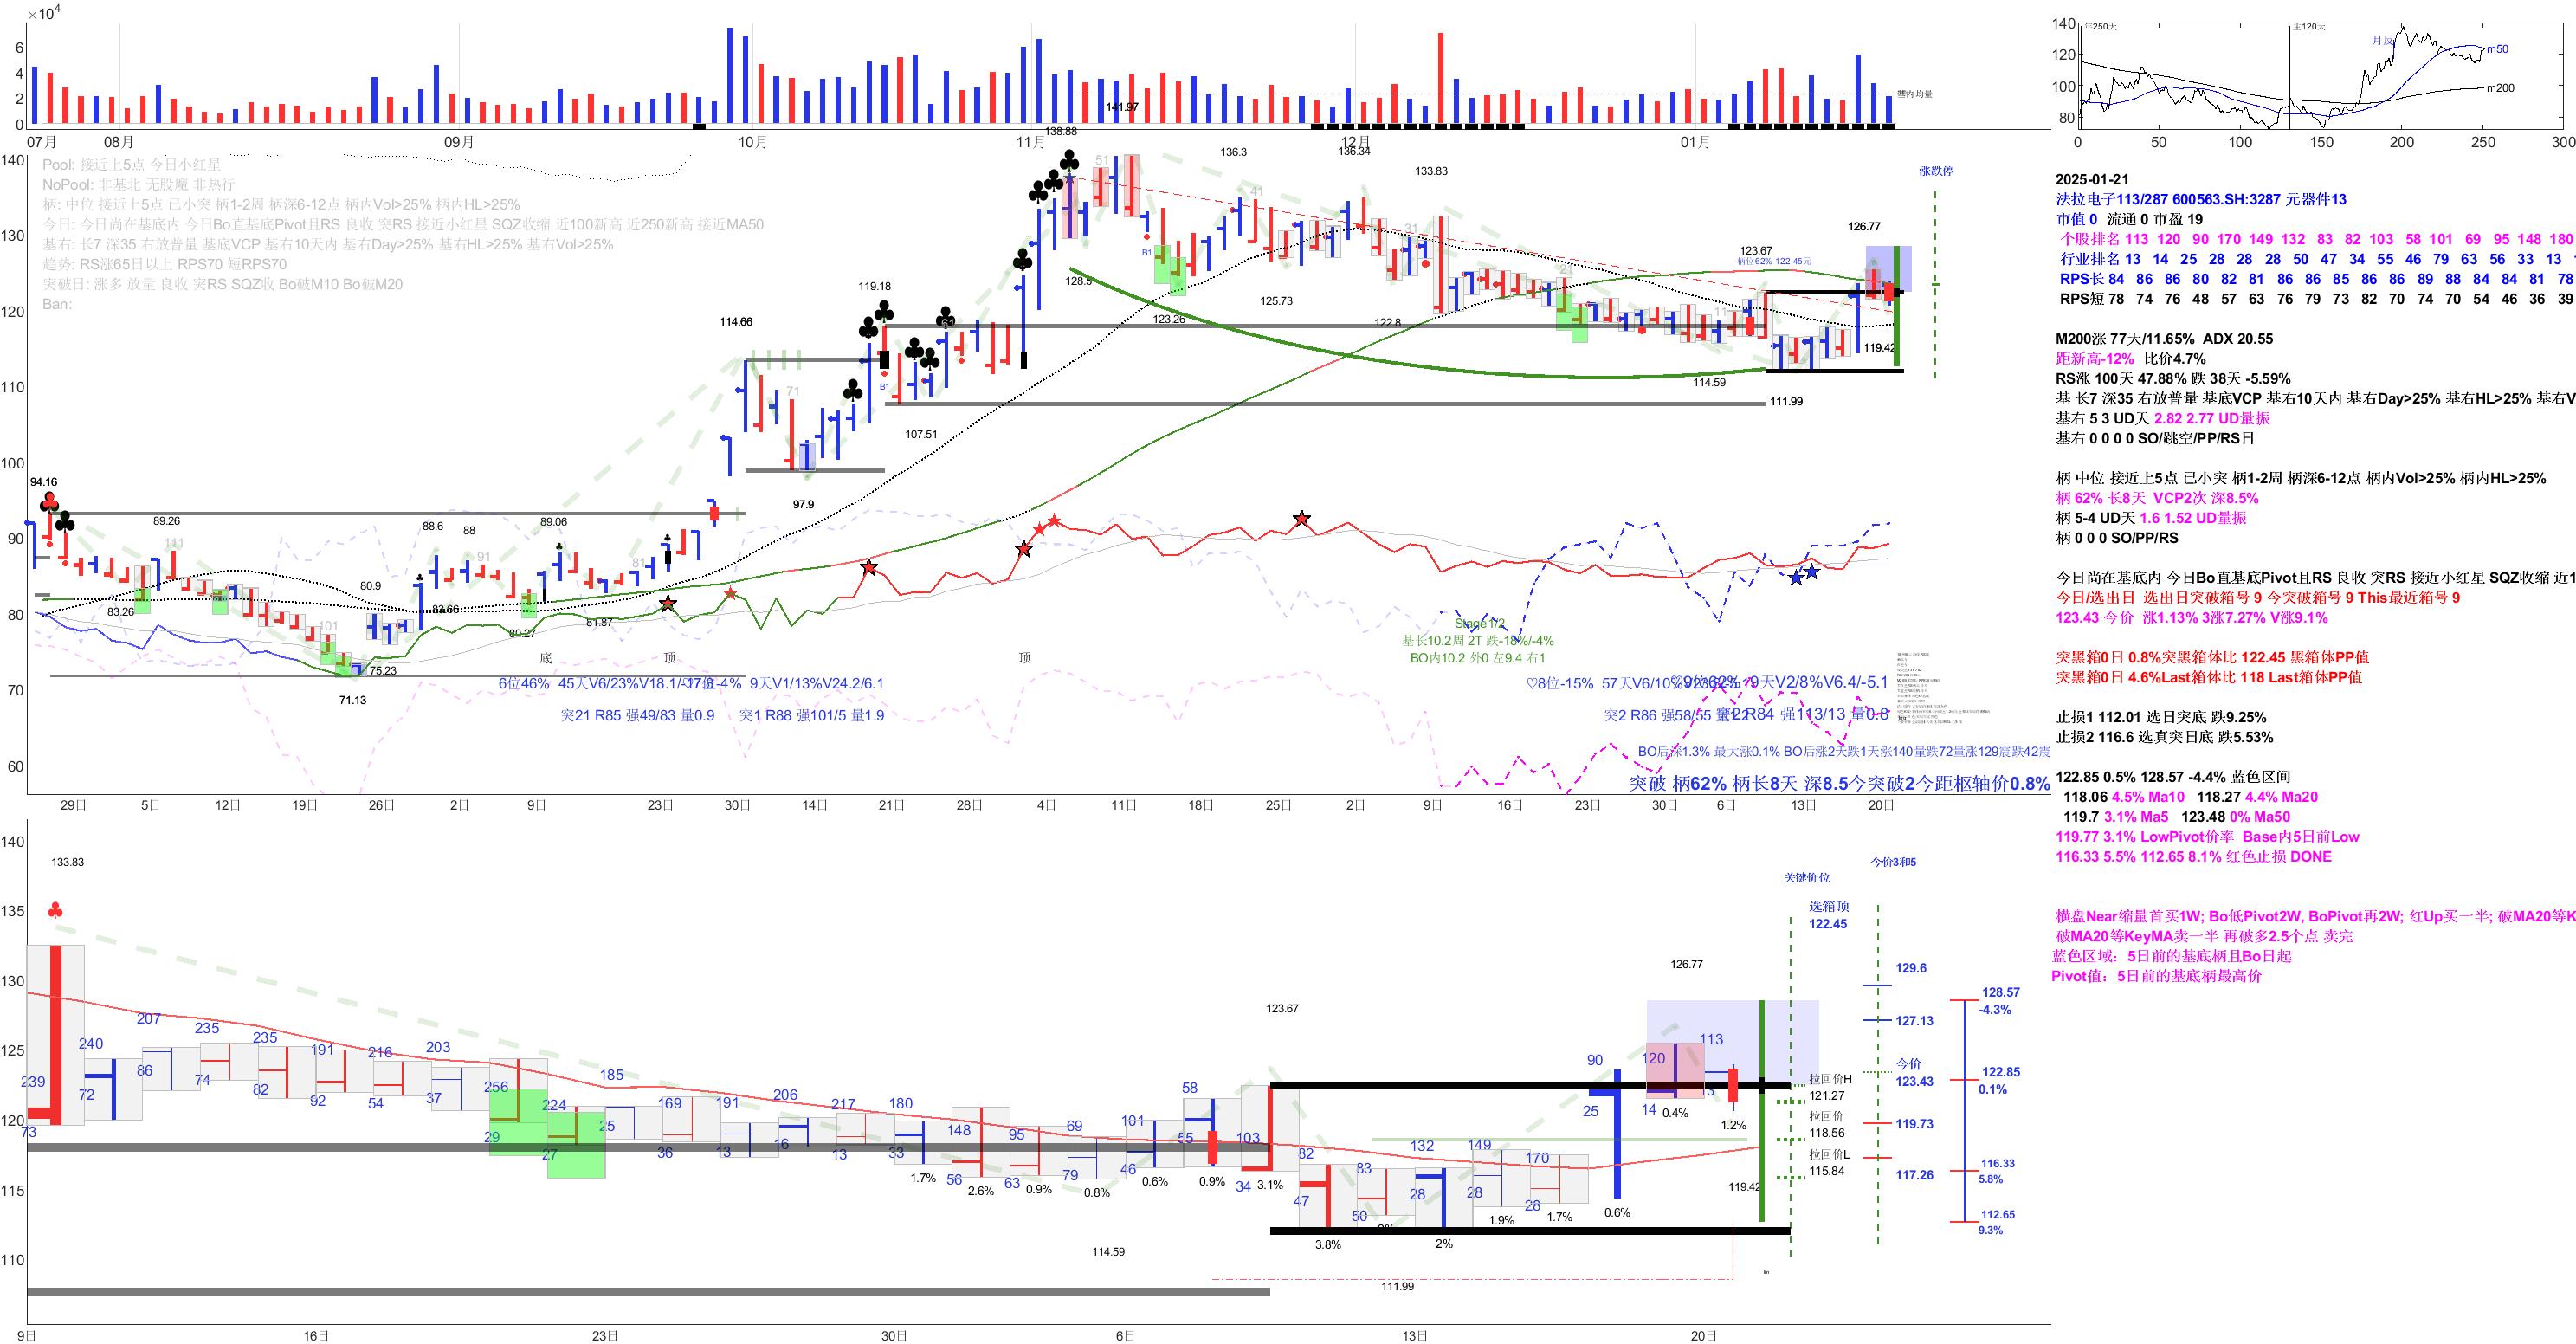 ×10⁴
6
4
2
0
141.97
基内均量
07月 08月 09月 10月 11月 12月 01月
138.88
140
130
120
110
100
90
80
70
60
Pool: 接近上5点 今日小红星
NoPool: 非基北 无股魔 非热行
柄: 中位 接近上5点 已小突 柄1-2周 柄深6-12点 柄内Vol>25% 柄内HL>25%
今日: 今日尚在基底内 今日Bo直基底Pivot且RS 良收 突RS 接近小红星 SQZ收缩 近100新高 近250新高 接近MA50
基右: 长7 深35 右放普量 基底VCP 基右10天内 基右Day>25% 基右HL>25% 基右Vol>25%
趋势: RS涨65日以上 RPS70 短RPS70
突破日: 涨多 放量 良收 突RS SQZ收 Bo破M10 Bo破M20
Ban:
51
136.3
136.34
133.83
涨跌停
41
31
126.77
B1
128.5
123.67
柄位62% 122.45元
119.18
125.73
21
114.66
61
123.26
122.8
11
119.42
71
B1
114.59
111.99
107.51
94.16
97.9
89.26
88.6
88
89.06
111
91
81
80.9
83.26
83.66
80.27
81.87
101
75.23
71.13
底
顶
顶
Stage 1/2
基长10.2周 2T 跌-18%/-4%
BO内10.2 外0 左9.4 右1
6位46% 45天V6/23%V18.1/-17.8
9天V1/13%V24.2/6.1
♡8位-15% 57天V6/10%
9天V2/8%V6.4/-5.1
突21 R85 强49/83 量0.9 突1 R88 强101/5 量1.9
突2 R86 强58/55
R84 强113/13 量0.8
BO后深1.3% 最大涨0.1% BO后涨2天跌1天涨140量跌72量涨129震跌42震
突破 柄62% 柄长8天 深8.5今突破2今距枢轴价0.8%
29日 5日 12日 19日 26日 2日 9日 23日 30日 14日 21日 28日 4日 11日 18日 25日 2日 9日 16日 23日 30日 6日 13日 20日
140
135
130
125
120
115
110
133.83
239
73
240
72
207
86
235
74
235
82
191
92
216
54
203
37
256
29
224
27
185
25
169
36
191
13
206
16
217
13
180
33
1.7%
148
56
2.6%
95
63
0.9%
69
79
0.8%
101
46
0.6%
58
55
0.9%
103
34
3.1%
123.67
114.59
82
47
3.8%
83
50
132
28
2%
149
28
1.9%
170
28
1.7%
90
25
0.6%
120
14
0.4%
113
1.2%
126.77
119.42
111.99
关键价位
选箱顶
122.45
拉回价H
121.27
拉回价
118.56
拉回价L
115.84
今价3和5
129.6
127.13
今价
123.43
119.73
117.26
128.57
-4.3%
122.85
0.1%
116.33
5.8%
112.65
9.3%
9日 16日 23日 30日 6日 13日 20日
140
120
100
80
年250天
主120天
月反
m50
m200
0 50 100 150 200 250 300
2025-01-21
法拉电子113/287 600563.SH:3287 元器件13
市值 0 流通 0 市盈 19
个股排名 113 120 90 170 149 132 83 82 103 58 101 69 95 148 180
行业排名 13 14 25 28 28 28 50 47 34 55 46 79 63 56 33 13
RPS长 84 86 86 80 82 81 85 86 86 89 88 84 84 81 78
RPS短 78 74 76 48 57 63 76 79 73 82 70 74 70 54 46 36 39
M200涨 77天/11.65% ADX 20.55
距新高-12% 比价4.7%
RS涨 100天 47.88% 跌 38天 -5.59%
基 长7 深35 右放普量 基底VCP 基右10天内 基右Day>25% 基右HL>25% 基右V
基右 5 3 UD天 2.82 2.77 UD量振
基右 0 0 0 0 SO/跳空/PP/RS日
柄 中位 接近上5点 已小突 柄1-2周 柄深6-12点 柄内Vol>25% 柄内HL>25%
柄 62% 长8天 VCP2次 深8.5%
柄 5-4 UD天 1.6 1.52 UD量振
柄 0 0 0 SO/PP/RS
今日尚在基底内 今日Bo直基底Pivot且RS 良收 突RS 接近小红星 SQZ收缩 近1
今日/选出日 选出日突破箱号 9 今突破箱号 9 This最近箱号 9
123.43 今价 涨1.13% 3涨7.27% V涨9.1%
突黑箱0日 0.8%突黑箱体比 122.45 黑箱体PP值
突黑箱0日 4.6%Last箱体比 118 Last箱体PP值
止损1 112.01 选日突底 跌9.25%
止损2 116.6 选真突日底 跌5.53%
122.85 0.5% 128.57 -4.4% 蓝色区间
118.06 4.5% Ma10 118.27 4.4% Ma20
119.7 3.1% Ma5 123.48 0% Ma50
119.77 3.1% LowPivot价率 Base内5日前Low
116.33 5.5% 112.65 8.1% 红色止损 DONE
横盘Near缩量首买1W; Bo低Pivot2W, BoPivot再2W; 红Up买一半; 破MA20等K
破MA20等KeyMA卖一半 再破多2.5个点 卖完
蓝色区域: 5日前的基底柄且Bo日起
Pivot值: 5日前的基底柄最高价